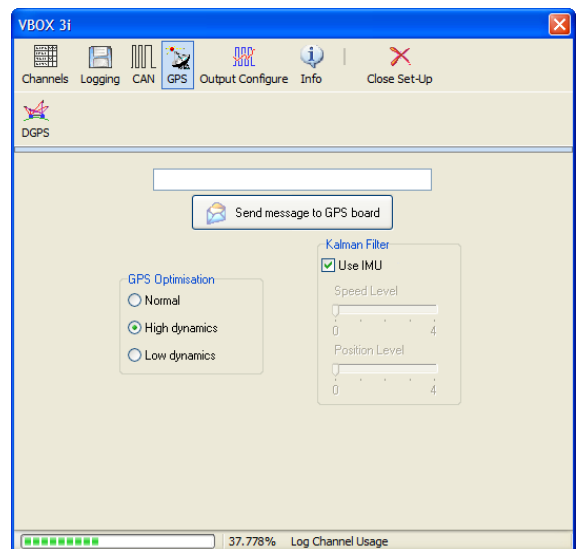 VBOX 3i
Channels Logging CAN GPS Output Configure Info Close Set-Up
DGPS
Send message to GPS board
GPS Optimisation
Normal
High dynamics
Low dynamics
Kalman Filter
Use IMU
Speed Level
0 4
Position Level
0 4
37.778% Log Channel Usage